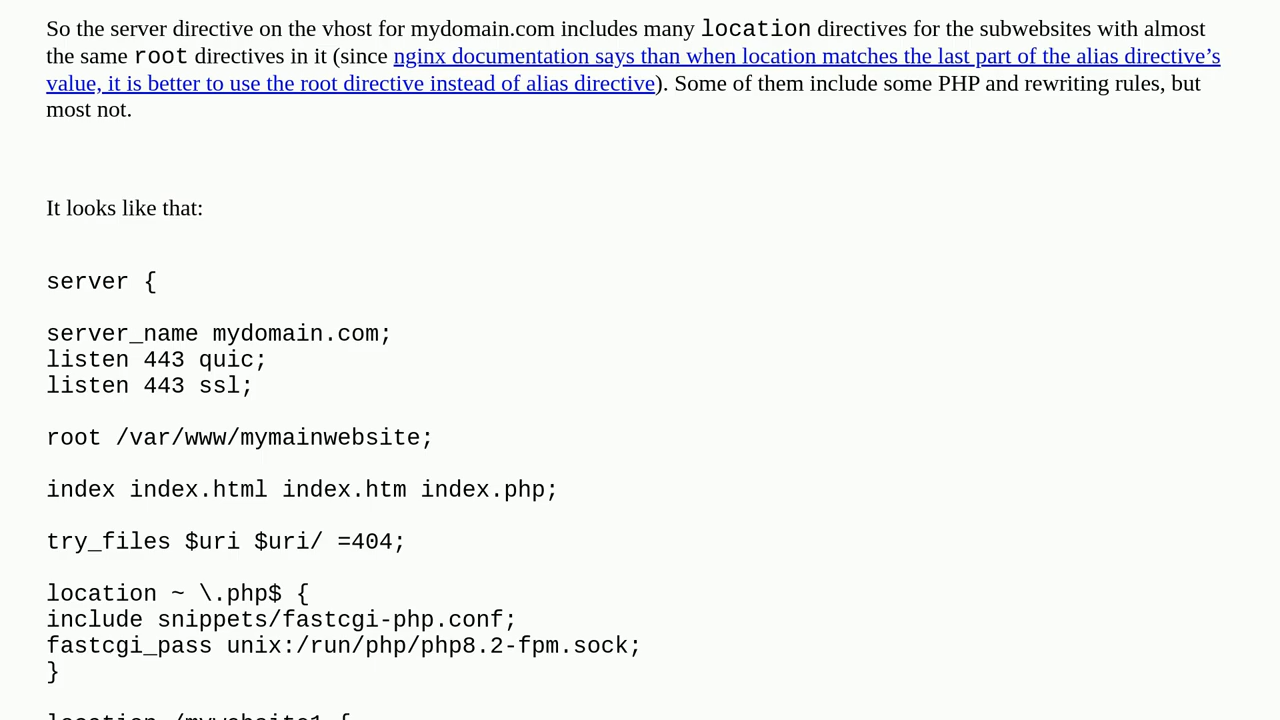 So the server directive on the vhost for mydomain.com includes many location directives for the subwebsites with almost
the same root directives in it (since nginx documentation says than when location matches the last part of the alias directive’s
value, it is better to use the root directive instead of alias directive). Some of them include some PHP and rewriting rules, but
most not.
It looks like that:
server {
server_name mydomain.com;
listen 443 quic;
listen 443 ssl;
root /var/www/mymainwebsite;
index index.html index.htm index.php;
try_files $uri $uri/ =404;
location ~ \.php$ {
include snippets/fastcgi-php.conf;
fastcgi_pass unix:/run/php/php8.2-fpm.sock;
}
location /mywebsite1 {